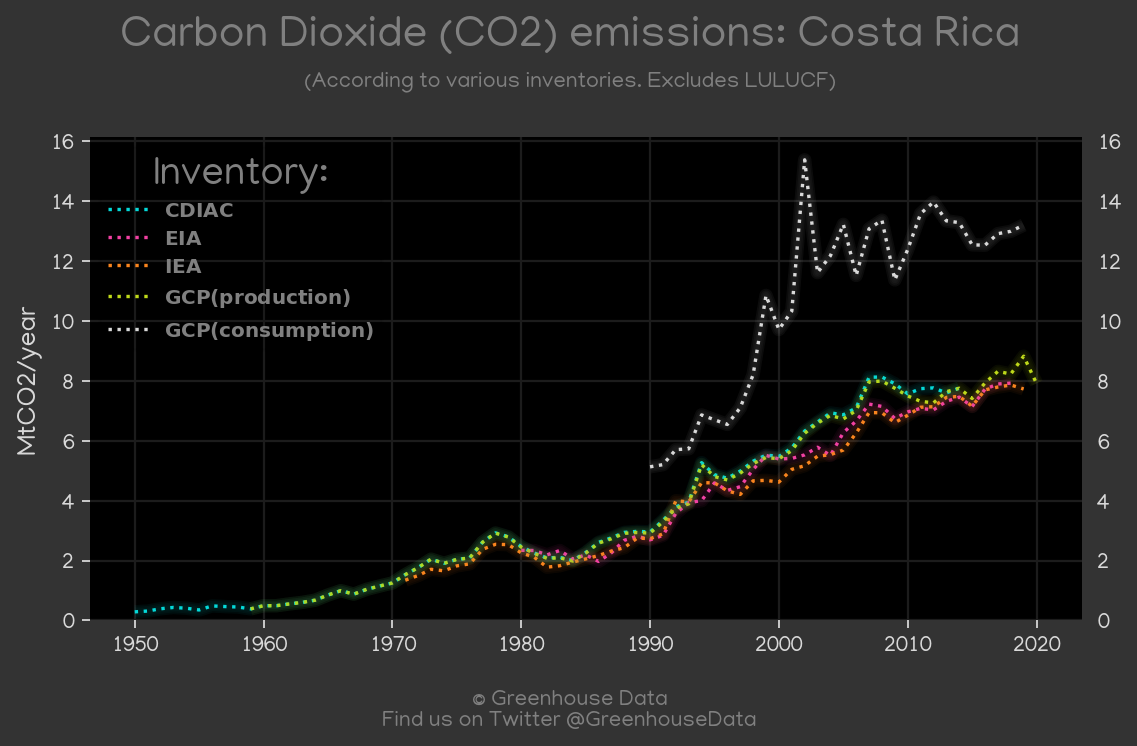 Carbon Dioxide (CO2) emissions: Costa Rica
(According to various inventories. Excludes LULUCF)
Inventory:
CDIAC
EIA
IEA
GCP(production)
GCP(consumption)
MtCO2/year
16
14
12
10
8
6
4
2
0
16
14
12
10
8
6
4
2
0
1950 1960 1970 1980 1990 2000 2010 2020
© Greenhouse Data
Find us on Twitter @GreenhouseData